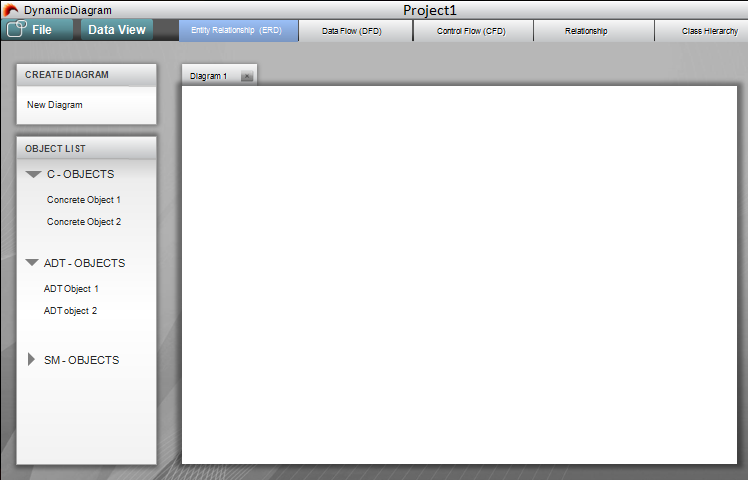 DynamicDiagram
Project1
File
Data View
Entity Relationship (ERD)
Data Flow (DFD)
Control Flow (CFD)
Relationship
Class Hierarchy
CREATE DIAGRAM
New Diagram
Diagram 1
OBJECT LIST
C - OBJECTS
Concrete Object 1
Concrete Object 2
ADT - OBJECTS
ADT Object 1
ADT object 2
SM - OBJECTS